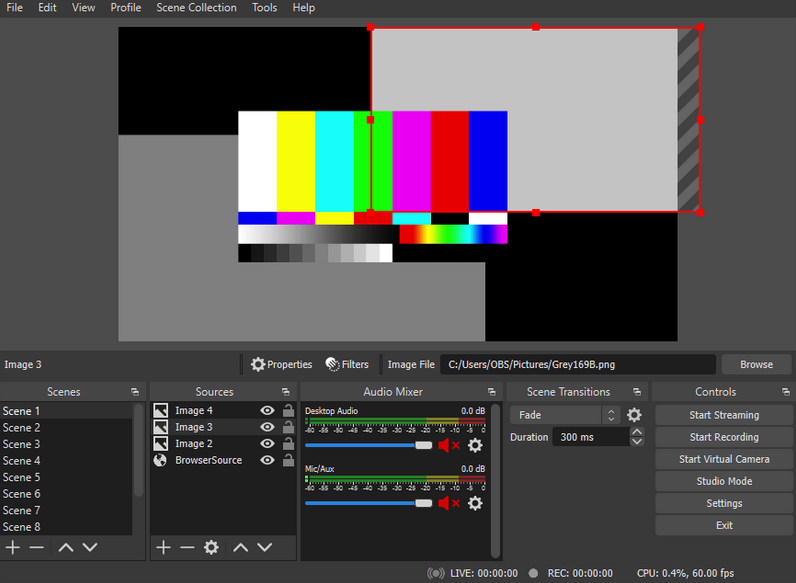 File Edit View Profile Scene Collection Tools Help
Image 3 Properties Filters Image File C:/Users/OBS/Pictures/Grey169B.png Browse
Scenes Sources Audio Mixer Scene Transitions Controls
Scene 1
Scene 2
Scene 3
Scene 4
Scene 5
Scene 6
Scene 7
Scene 8
Image 4
Image 3
Image 2
BrowserSource
Desktop Audio 0.0 dB
-60 -55 -50 -45 -40 -35 -30 -25 -20 -15 -10 -5 0
Mic/Aux 0.0 dB
-60 -55 -50 -45 -40 -35 -30 -25 -20 -15 -10 -5 0
Fade
Duration 300 ms
Start Streaming
Start Recording
Start Virtual Camera
Studio Mode
Settings
Exit
LIVE: 00:00:00 REC: 00:00:00 CPU: 0.4%, 60.00 fps